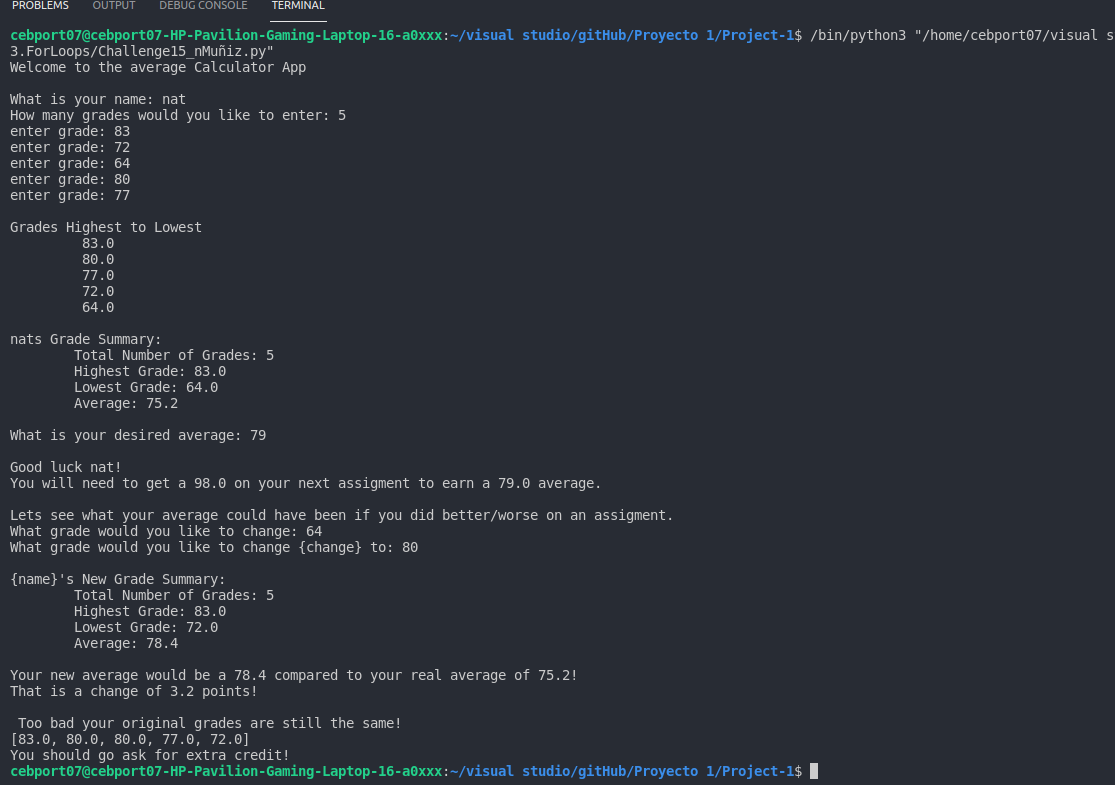 PROBLEMS OUTPUT DEBUG CONSOLE TERMINAL
cebport07@cebport07-HP-Pavilion-Gaming-Laptop-16-a0xxx:~/visual studio/gitHub/Proyecto 1/Project-1$ /bin/python3 "/home/cebport07/visual s
3.ForLoops/Challenge15_nMuñiz.py"
Welcome to the average Calculator App
What is your name: nat
How many grades would you like to enter: 5
enter grade: 83
enter grade: 72
enter grade: 64
enter grade: 80
enter grade: 77
Grades Highest to Lowest
83.0
80.0
77.0
72.0
64.0
nats Grade Summary:
Total Number of Grades: 5
Highest Grade: 83.0
Lowest Grade: 64.0
Average: 75.2
What is your desired average: 79
Good luck nat!
You will need to get a 98.0 on your next assigment to earn a 79.0 average.
Lets see what your average could have been if you did better/worse on an assigment.
What grade would you like to change: 64
What grade would you like to change {change} to: 80
{name}'s New Grade Summary:
Total Number of Grades: 5
Highest Grade: 83.0
Lowest Grade: 72.0
Average: 78.4
Your new average would be a 78.4 compared to your real average of 75.2!
That is a change of 3.2 points!
Too bad your original grades are still the same!
[83.0, 80.0, 80.0, 77.0, 72.0]
You should go ask for extra credit!
cebport07@cebport07-HP-Pavilion-Gaming-Laptop-16-a0xxx:~/visual studio/gitHub/Proyecto 1/Project-1$